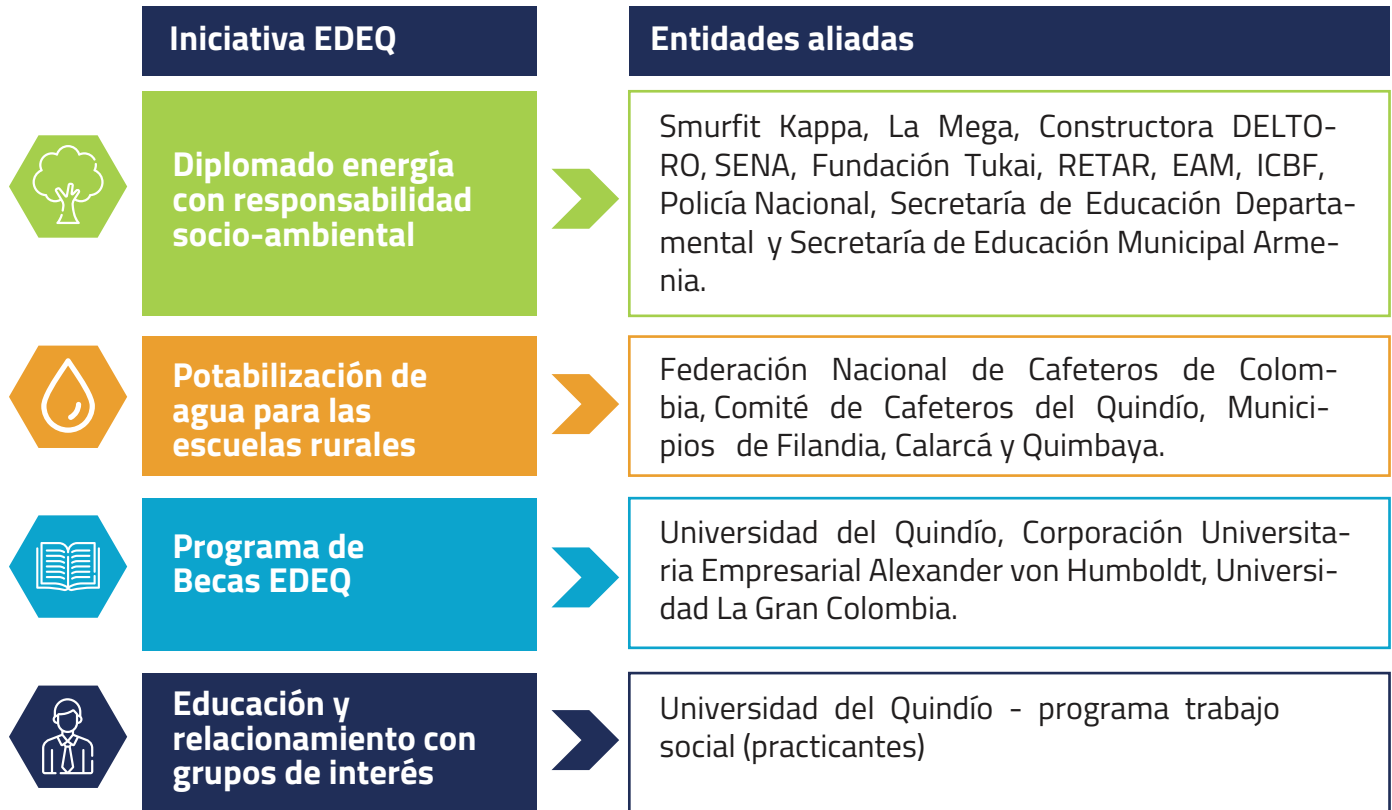 Iniciativa EDEQ
Entidades aliadas
Diplomado energía
con responsabilidad
socio-ambiental
Smurfit Kappa, La Mega, Constructora DELTO-
RO, SENA, Fundación Tukai, RETAR, EAM, ICBF,
Policía Nacional, Secretaría de Educación Departa-
mental y Secretaría de Educación Municipal Arme-
nia.
Potabilización de
agua para las
escuelas rurales
Federación Nacional de Cafeteros de Colom-
bia, Comité de Cafeteros del Quindío, Munici-
pios de Filandia, Calarcá y Quimbaya.
Programa de
Becas EDEQ
Universidad del Quindío, Corporación Universita-
ria Empresarial Alexander von Humboldt, Universi-
dad La Gran Colombia.
Educación y
relacionamiento con
grupos de interés
Universidad del Quindío - programa trabajo
social (practicantes)